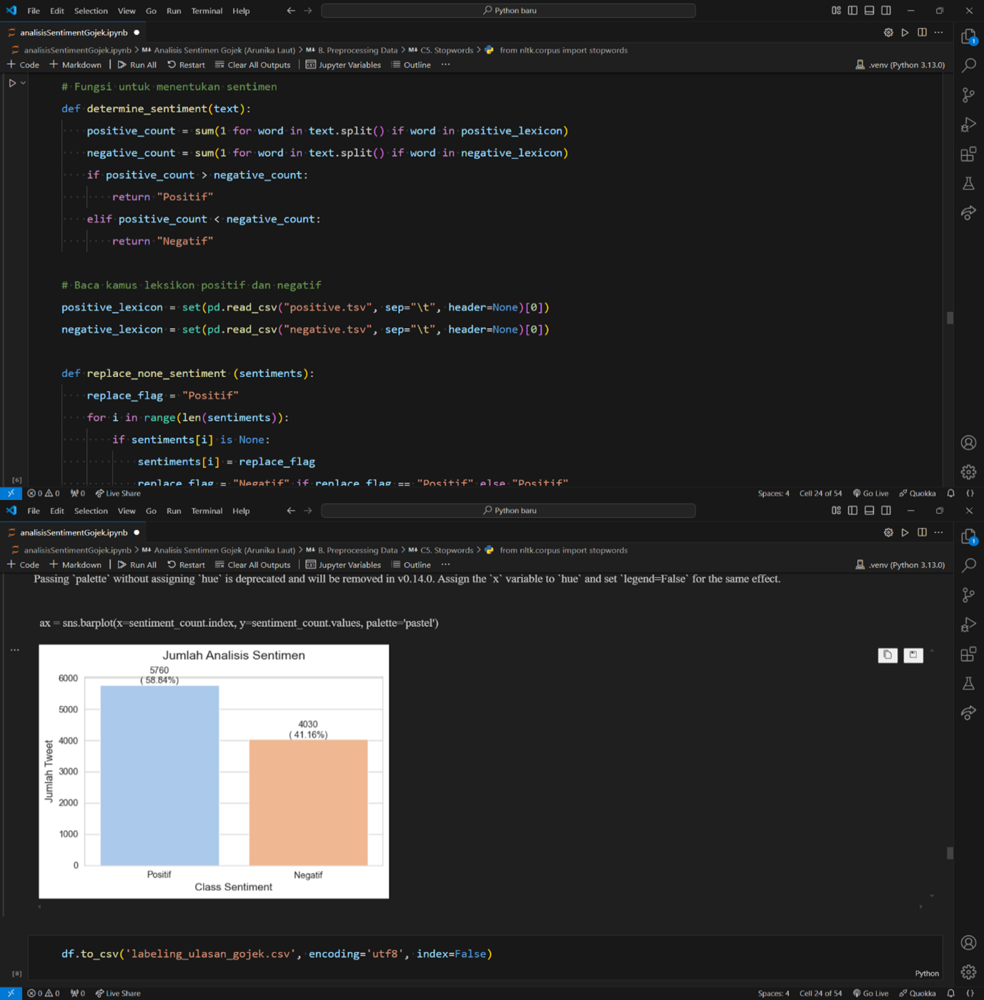 File Edit Selection View Go Run Terminal Help
Python baru
analisisSentimentGojek.ipynb
analisisSentimentGojek.ipynb > M↓ Analisis Sentimen Gojek (Arunika Laut) > M↓ B. Preprocessing Data > M↓ C5. Stopwords > from nltk.corpus import stopwords
+ Code + Markdown | Run All Restart Clear All Outputs | Jupyter Variables Outline ··· .venv (Python 3.13.0)
1
# Fungsi untuk menentukan sentimen
def determine_sentiment(text):
positive_count = sum(1 for word in text.split() if word in positive_lexicon)
negative_count = sum(1 for word in text.split() if word in negative_lexicon)
if positive_count > negative_count:
return "Positif"
elif positive_count < negative_count:
return "Negatif"
# Baca kamus leksikon positif dan negatif
positive_lexicon = set(pd.read_csv("positive.tsv", sep="\t", header=None)[0])
negative_lexicon = set(pd.read_csv("negative.tsv", sep="\t", header=None)[0])
def replace_none_sentiment (sentiments):
replace_flag = "Positif"
for i in range(len(sentiments)):
if sentiments[i] is None:
sentiments[i] = replace_flag
replace_flag = "Negatif" if replace_flag == "Positif" else "Positif"
[6]
0 0 0 Live Share Spaces: 4 Cell 24 of 54 Go Live Quokka {}
File Edit Selection View Go Run Terminal Help
Python baru
analisisSentimentGojek.ipynb
analisisSentimentGojek.ipynb > M↓ Analisis Sentimen Gojek (Arunika Laut) > M↓ B. Preprocessing Data > M↓ C5. Stopwords > from nltk.corpus import stopwords
+ Code + Markdown | Run All Restart Clear All Outputs | Jupyter Variables Outline ··· .venv (Python 3.13.0)
1
Passing `palette` without assigning `hue` is deprecated and will be removed in v0.14.0. Assign the `x` variable to `hue` and set `legend=False` for the same effect.
ax = sns.barplot(x=sentiment_count.index, y=sentiment_count.values, palette='pastel')
Jumlah Analisis Sentimen
5760
( 58.84%)
4030
( 41.16%)
6000
5000
4000
3000
2000
1000
0
Jumlah Tweet
Positif Negatif
Class Sentiment
df.to_csv('labeling_ulasan_gojek.csv', encoding='utf8', index=False)
[8] Python
0 0 0 Live Share Spaces: 4 Cell 24 of 54 Go Live Quokka {}